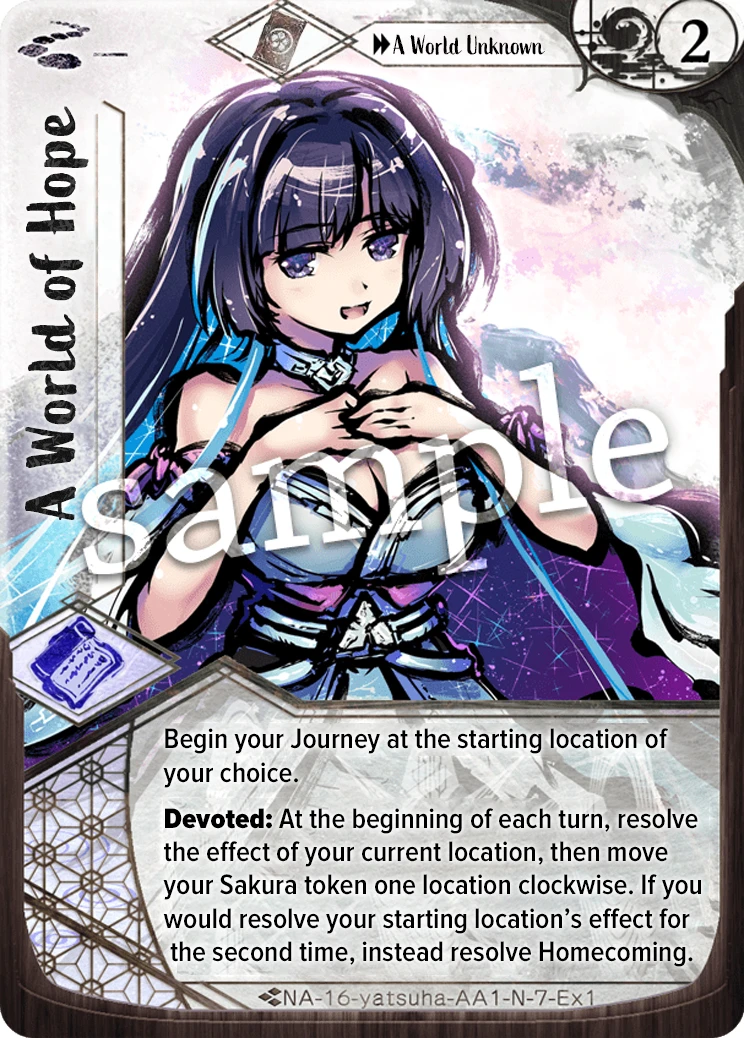 A World Unknown
2
A World of Hope
sample
Begin your Journey at the starting location of
your choice.
Devoted: At the beginning of each turn, resolve
the effect of your current location, then move
your Sakura token one location clockwise. If you
would resolve your starting location's effect for
the second time, instead resolve Homecoming.
NA-16-yatsuha-AA1-N-7-Ex1